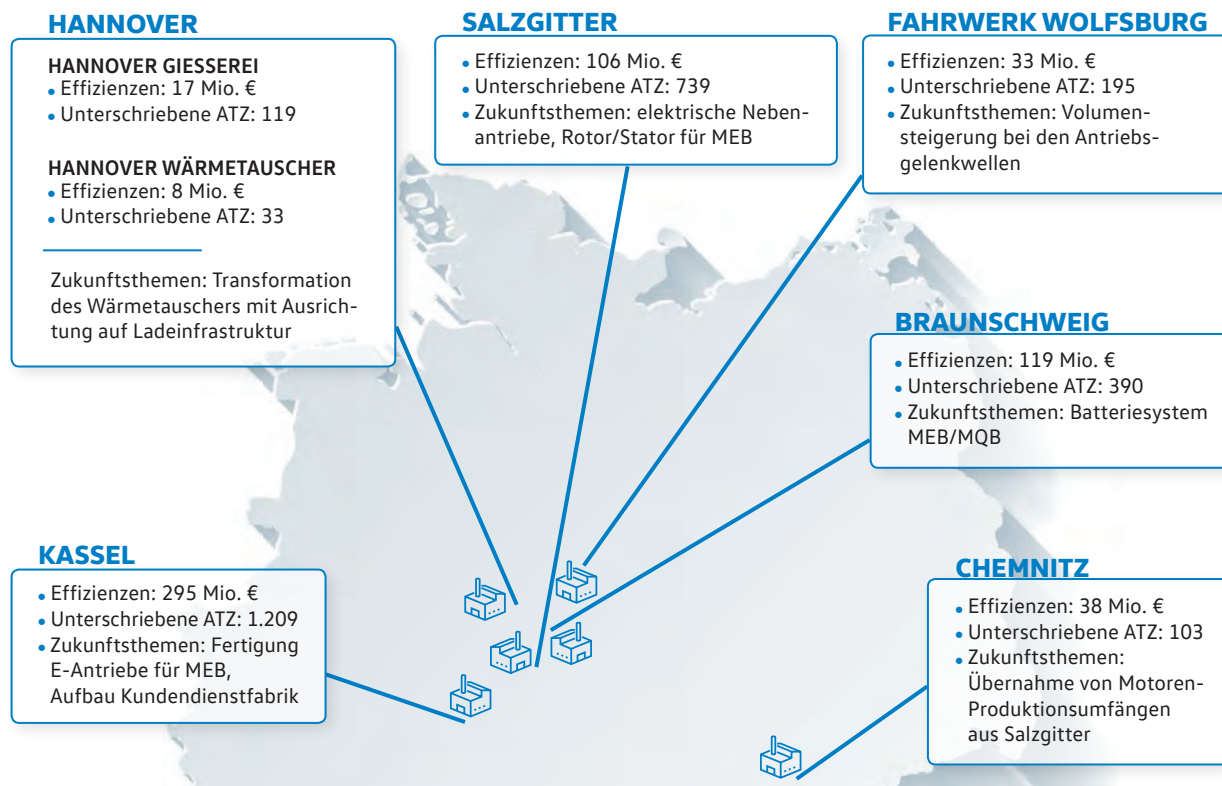 HANNOVER
HANNOVER GIESSEREI
• Effizienzen: 17 Mio. €
• Unterschriebene ATZ: 119
HANNOVER WÄRMETAUSCHER
• Effizienzen: 8 Mio. €
• Unterschriebene ATZ: 33
Zukunftsthemen: Transformation
des Wärmetauschers mit Ausrich-
tung auf Ladeinfrastruktur
SALZGITTER
• Effizienzen: 106 Mio. €
• Unterschriebene ATZ: 739
• Zukunftsthemen: elektrische Neben-
antriebe, Rotor/Stator für MEB
FAHRWERK WOLFSBURG
• Effizienzen: 33 Mio. €
• Unterschriebene ATZ: 195
• Zukunftsthemen: Volumen-
steigerung bei den Antriebs-
gelenkwellen
BRAUNSCHWEIG
• Effizienzen: 119 Mio. €
• Unterschriebene ATZ: 390
• Zukunftsthemen: Batteriesystem
MEB/MQB
KASSEL
• Effizienzen: 295 Mio. €
• Unterschriebene ATZ: 1.209
• Zukunftsthemen: Fertigung
E-Antriebe für MEB,
Aufbau Kundendienstfabrik
CHEMNITZ
• Effizienzen: 38 Mio. €
• Unterschriebene ATZ: 103
• Zukunftsthemen:
Übernahme von Motoren-
Produktionsumfängen
aus Salzgitter